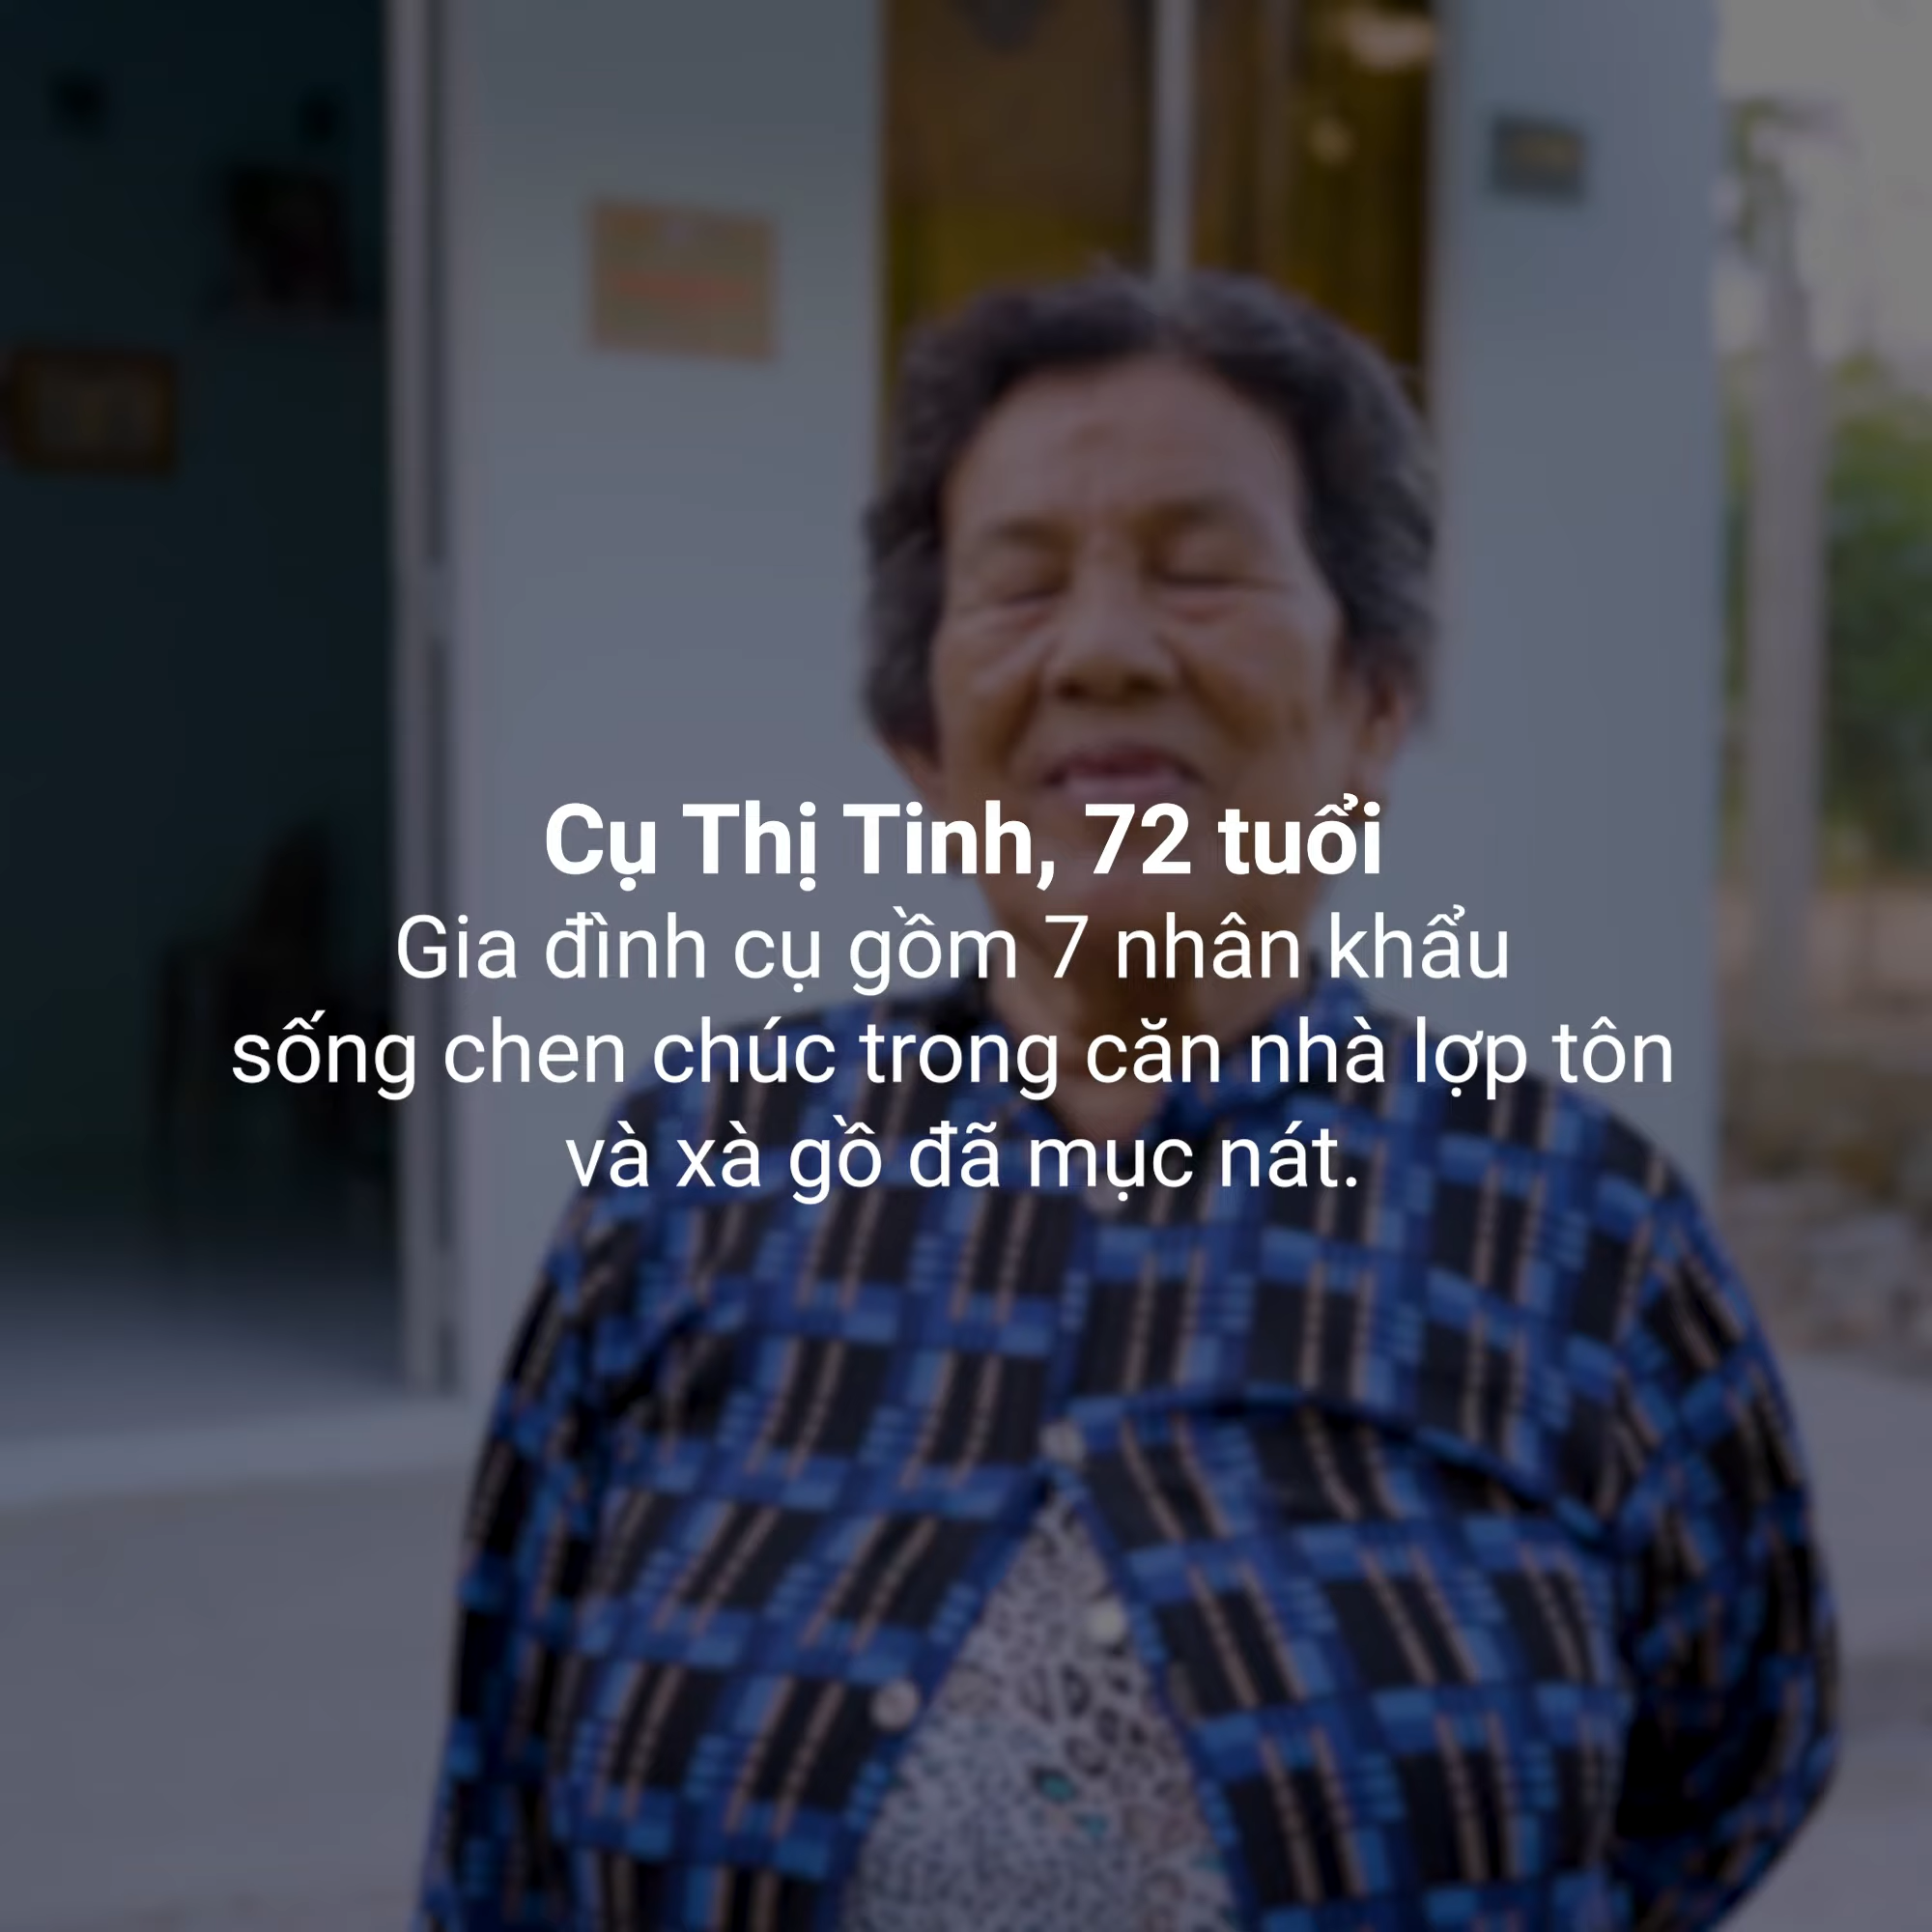 Cụ Thị Tinh, 72 tuổi
Gia đình cụ gồm 7 nhân khẩu
sống chen chúc trong căn nhà lợp tôn
và xà gồ đã mục nát.